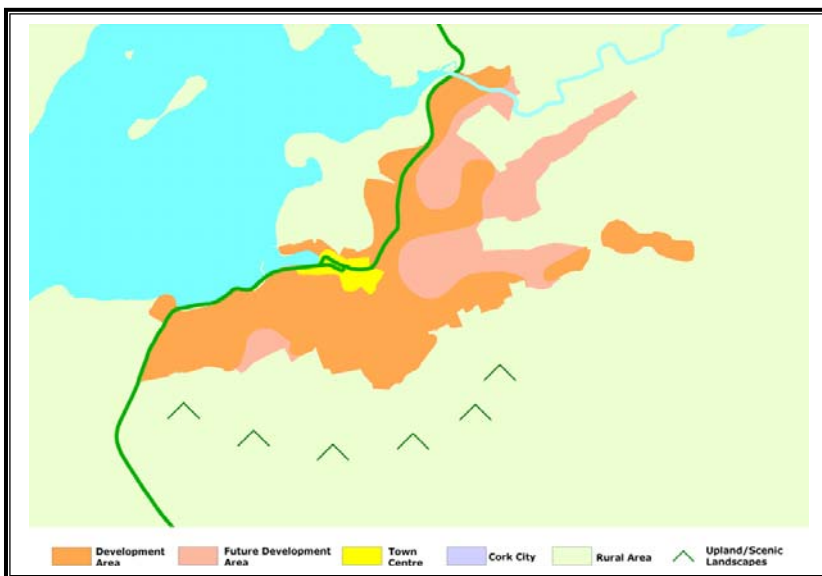 Development Area
Future Development Area
Town Centre
Cork City
Rural Area
Upland/Scenic Landscapes